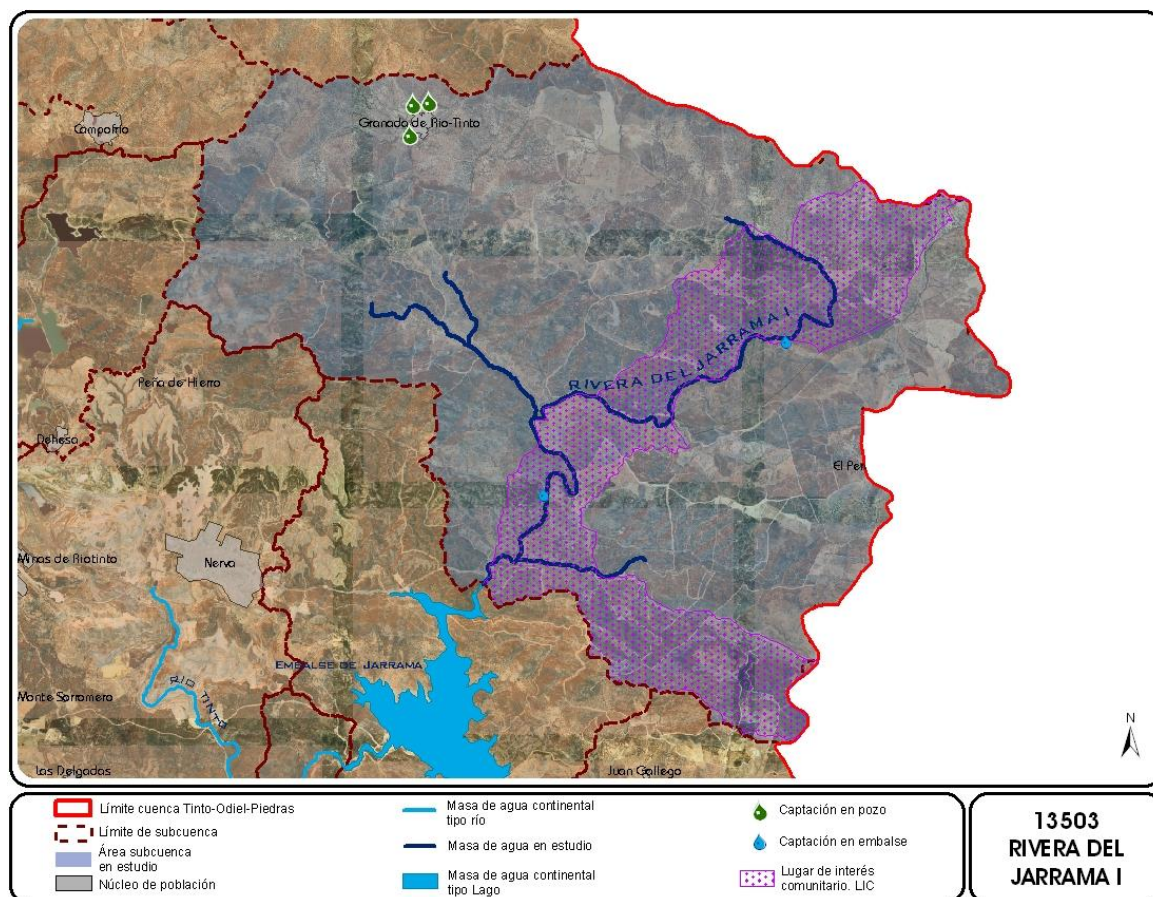 Campofrío
Granado de Rio-Tinto
RIVERA DEL JARRAMA I
Peña de Hierro
Dehesa
El Per
Minas de Riotinto
Nerva
EMBALSE DE JARRAMA
RIO TINTO
Monte Sorromero
Las Delgadas
Juan Gallego
N
Límite cuenca Tinto-Odiel-Piedras
Límite de subcuenca
Área subcuenca
en estudio
Núcleo de población
Masa de agua continental
tipo río
Masa de agua en estudio
Masa de agua continental
tipo Lago
Captación en pozo
Captación en embalse
Lugar de interés
comunitario. LIC
13503
RIVERA DEL
JARRAMA I